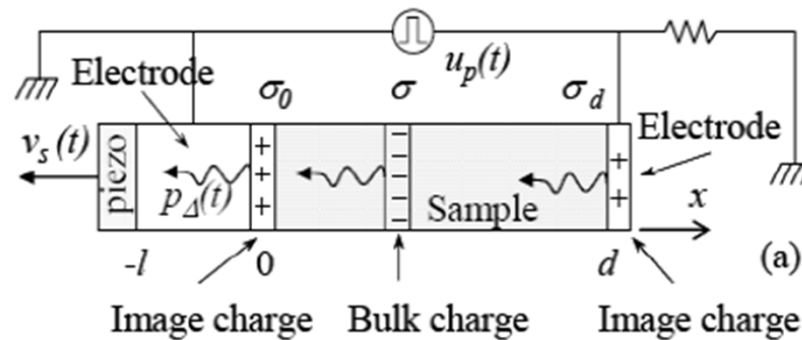 u_p(t)
Electrode
σ_0
σ
σ_d
Electrode
v_s(t)
piezo
p_Δ(t)
+
+
+
−
−
−
−
−
Sample
+
+
x
-l
0
d
(a)
Image charge
Bulk charge
Image charge